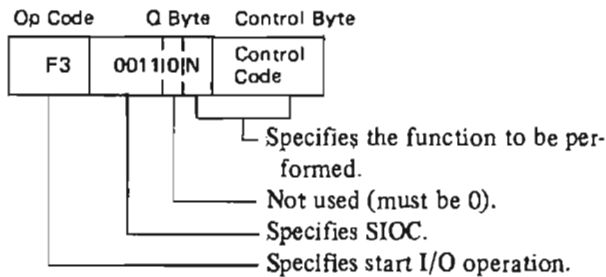 Op Code Q Byte Control Byte
F3 0011|0|N Control
Code
Specifies the function to be per-
formed.
Not used (must be 0).
Specifies SIOC.
Specifies start I/O operation.